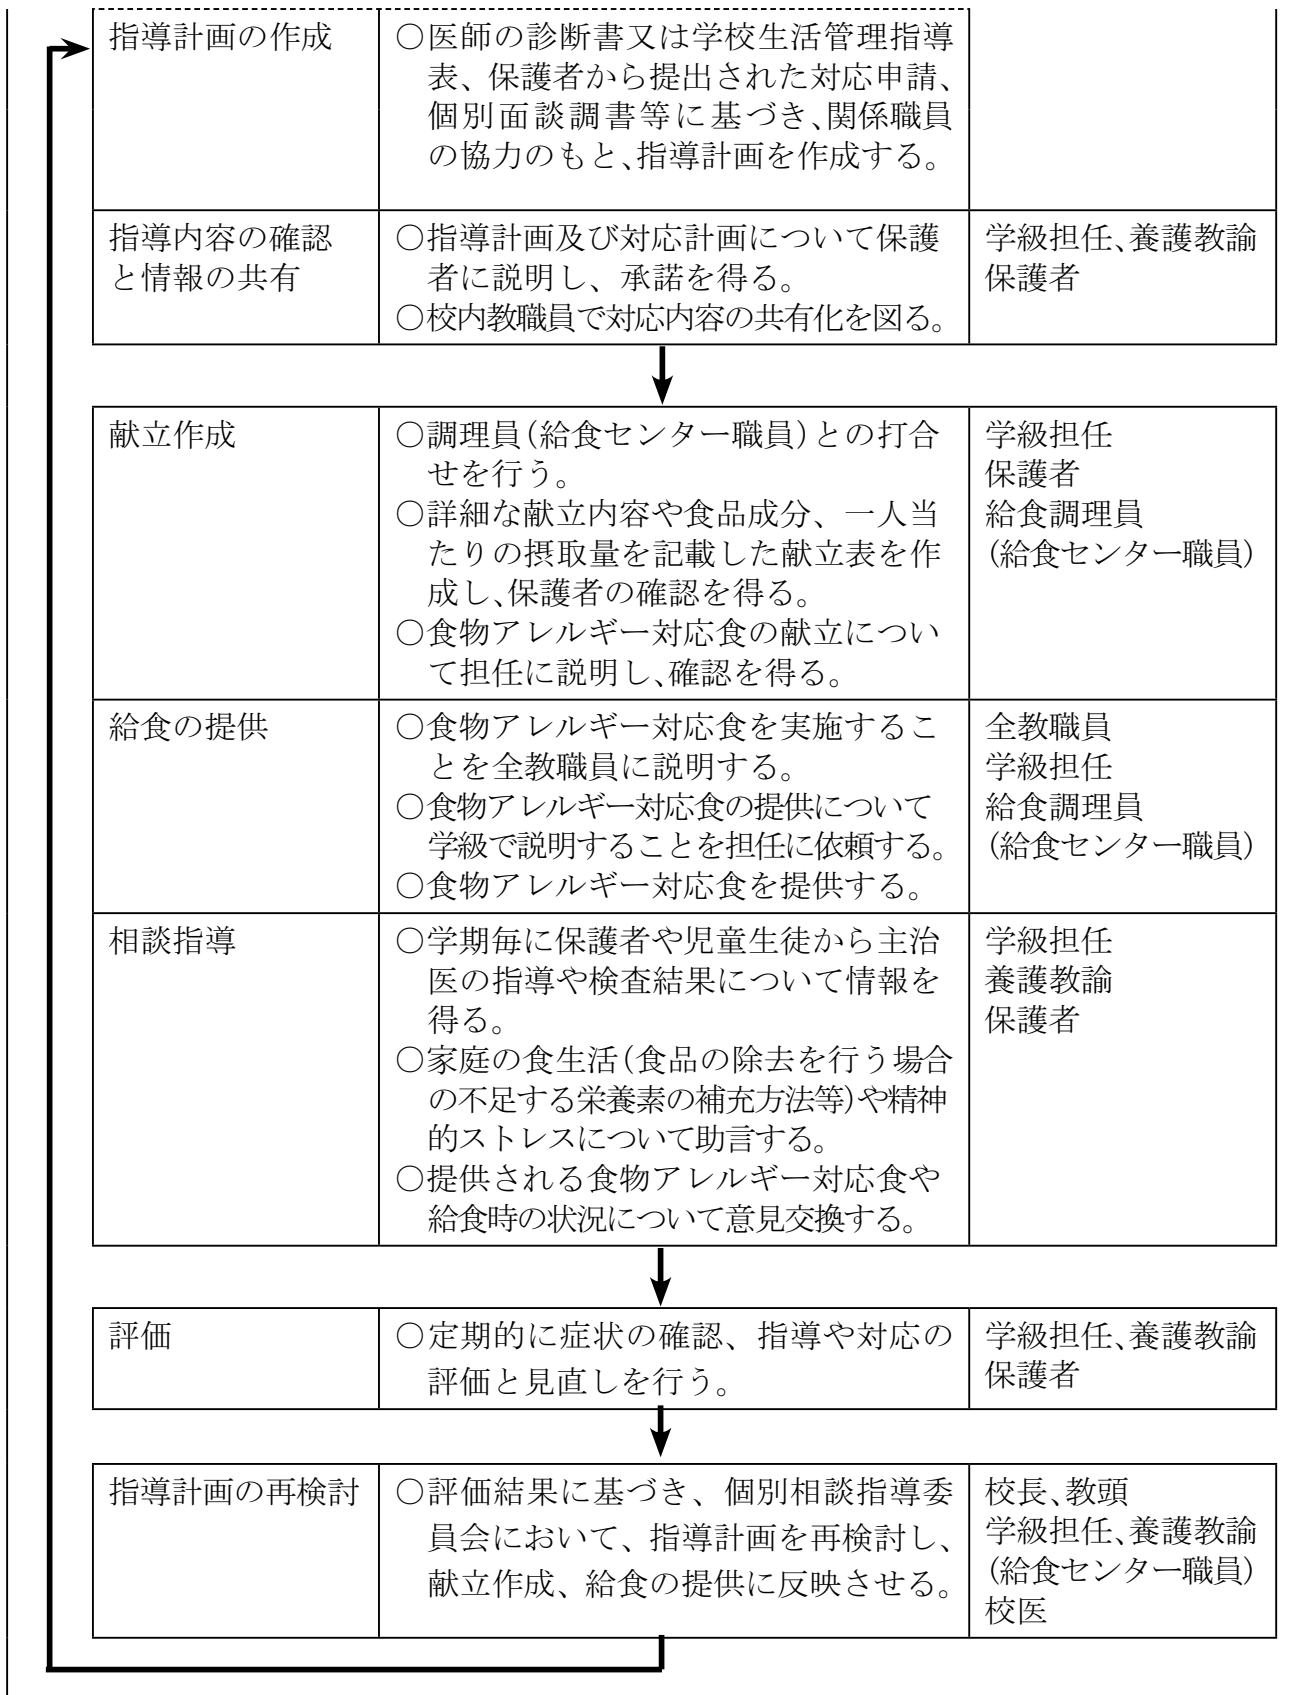 指導計画の作成
○医師の診断書又は学校生活管理指導
表、保護者から提出された対応申請、
個別面談調書等に基づき、関係職員
の協力のもと、指導計画を作成する。
指導内容の確認
と情報の共有
○指導計画及び対応計画について保護
者に説明し、承諾を得る。
○校内教職員で対応内容の共有化を図る。
学級担任、養護教諭
保護者
献立作成
○調理員(給食センター職員)との打合
せを行う。
○詳細な献立内容や食品成分、一人当
たりの摂取量を記載した献立表を作
成し、保護者の確認を得る。
○食物アレルギー対応食の献立につい
て担任に説明し、確認を得る。
学級担任
保護者
給食調理員
(給食センター職員)
給食の提供
○食物アレルギー対応食を実施するこ
とを全教職員に説明する。
○食物アレルギー対応食の提供について
学級で説明することを担任に依頼する。
○食物アレルギー対応食を提供する。
全教職員
学級担任
給食調理員
(給食センター職員)
相談指導
○学期毎に保護者や児童生徒から主治
医の指導や検査結果について情報を
得る。
○家庭の食生活(食品の除去を行う場合
の不足する栄養素の補充方法等)や精神
的ストレスについて助言する。
○提供される食物アレルギー対応食や
給食時の状況について意見交換する。
学級担任
養護教諭
保護者
評価
○定期的に症状の確認、指導や対応の
評価と見直しを行う。
学級担任、養護教諭
保護者
指導計画の再検討
○評価結果に基づき、個別相談指導委
員会において、指導計画を再検討し、
献立作成、給食の提供に反映させる。
校長、教頭
学級担任、養護教諭
(給食センター職員)
校医